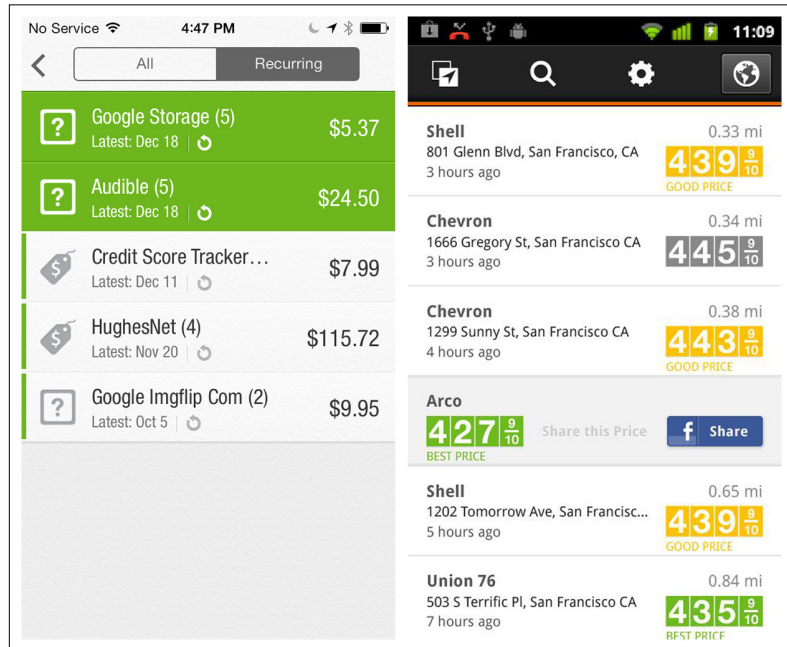 No Service 4:47 PM
All Recurring
? Google Storage (5) $5.37
Latest: Dec 18
? Audible (5) $24.50
Latest: Dec 18
$ Credit Score Tracker... $7.99
Latest: Dec 11
$ HughesNet (4) $115.72
Latest: Nov 20
? Google Imgflip Com (2) $9.95
Latest: Oct 5
11:09
Shell 0.33 mi
801 Glenn Blvd, San Francisco, CA 439 9/10
3 hours ago GOOD PRICE
Chevron 0.34 mi
1666 Gregory St, San Francisco CA 445 9/10
3 hours ago
Chevron 0.38 mi
1299 Sunny St, San Francisco CA 443 9/10
4 hours ago GOOD PRICE
Arco
427 9/10 Share this Price f Share
BEST PRICE
Shell 0.65 mi
1202 Tomorrow Ave, San Francisc... 439 9/10
5 hours ago GOOD PRICE
Union 76 0.84 mi
503 S Terrific Pl, San Francisco CA 435 9/10
7 hours ago BEST PRICE